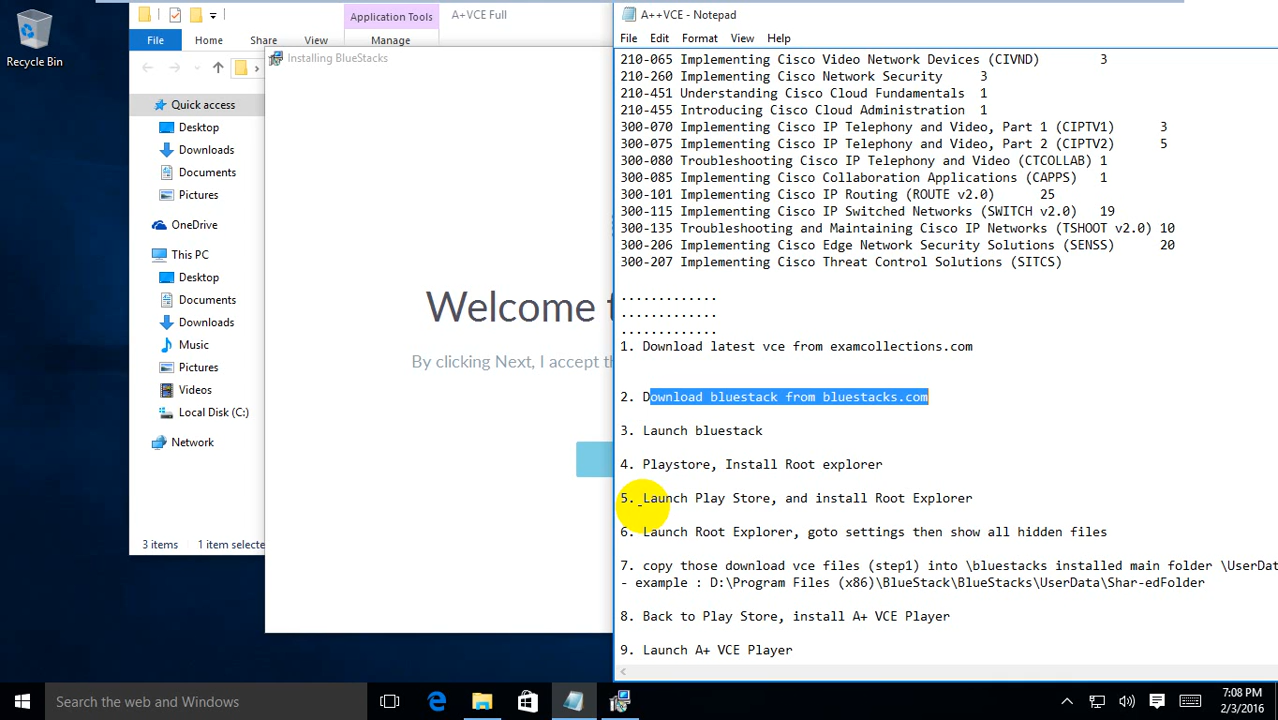 Recycle Bin
Application Tools
A+VCE Full
File
Home
Share
View
Manage
Quick access
Desktop
Downloads
Documents
Pictures
OneDrive
This PC
Desktop
Documents
Downloads
Music
Pictures
Videos
Local Disk (C:)
Network
3 items
1 item selecte
Installing BlueStacks
Welcome t
By clicking Next, I accept th
A++VCE - Notepad
File Edit Format View Help
210-065 Implementing Cisco Video Network Devices (CIVND) 3
210-260 Implementing Cisco Network Security 3
210-451 Understanding Cisco Cloud Fundamentals 1
210-455 Introducing Cisco Cloud Administration 1
300-070 Implementing Cisco IP Telephony and Video, Part 1 (CIPTV1) 3
300-075 Implementing Cisco IP Telephony and Video, Part 2 (CIPTV2) 5
300-080 Troubleshooting Cisco IP Telephony and Video (CTCOLLAB) 1
300-085 Implementing Cisco Collaboration Applications (CAPPS) 1
300-101 Implementing Cisco IP Routing (ROUTE v2.0) 25
300-115 Implementing Cisco IP Switched Networks (SWITCH v2.0) 19
300-135 Troubleshooting and Maintaining Cisco IP Networks (TSHOOT v2.0) 10
300-206 Implementing Cisco Edge Network Security Solutions (SENSS) 20
300-207 Implementing Cisco Threat Control Solutions (SITCS)
.............
.............
.............
1. Download latest vce from examcollections.com
2. Download bluestack from bluestacks.com
3. Launch bluestack
4. Playstore, Install Root explorer
5. Launch Play Store, and install Root Explorer
6. Launch Root Explorer, goto settings then show all hidden files
7. copy those download vce files (step1) into \bluestacks installed main folder \UserDat
- example : D:\Program Files (x86)\BlueStack\BlueStacks\UserData\Shar-edFolder
8. Back to Play Store, install A+ VCE Player
9. Launch A+ VCE Player
Search the web and Windows
7:08 PM
2/3/2016